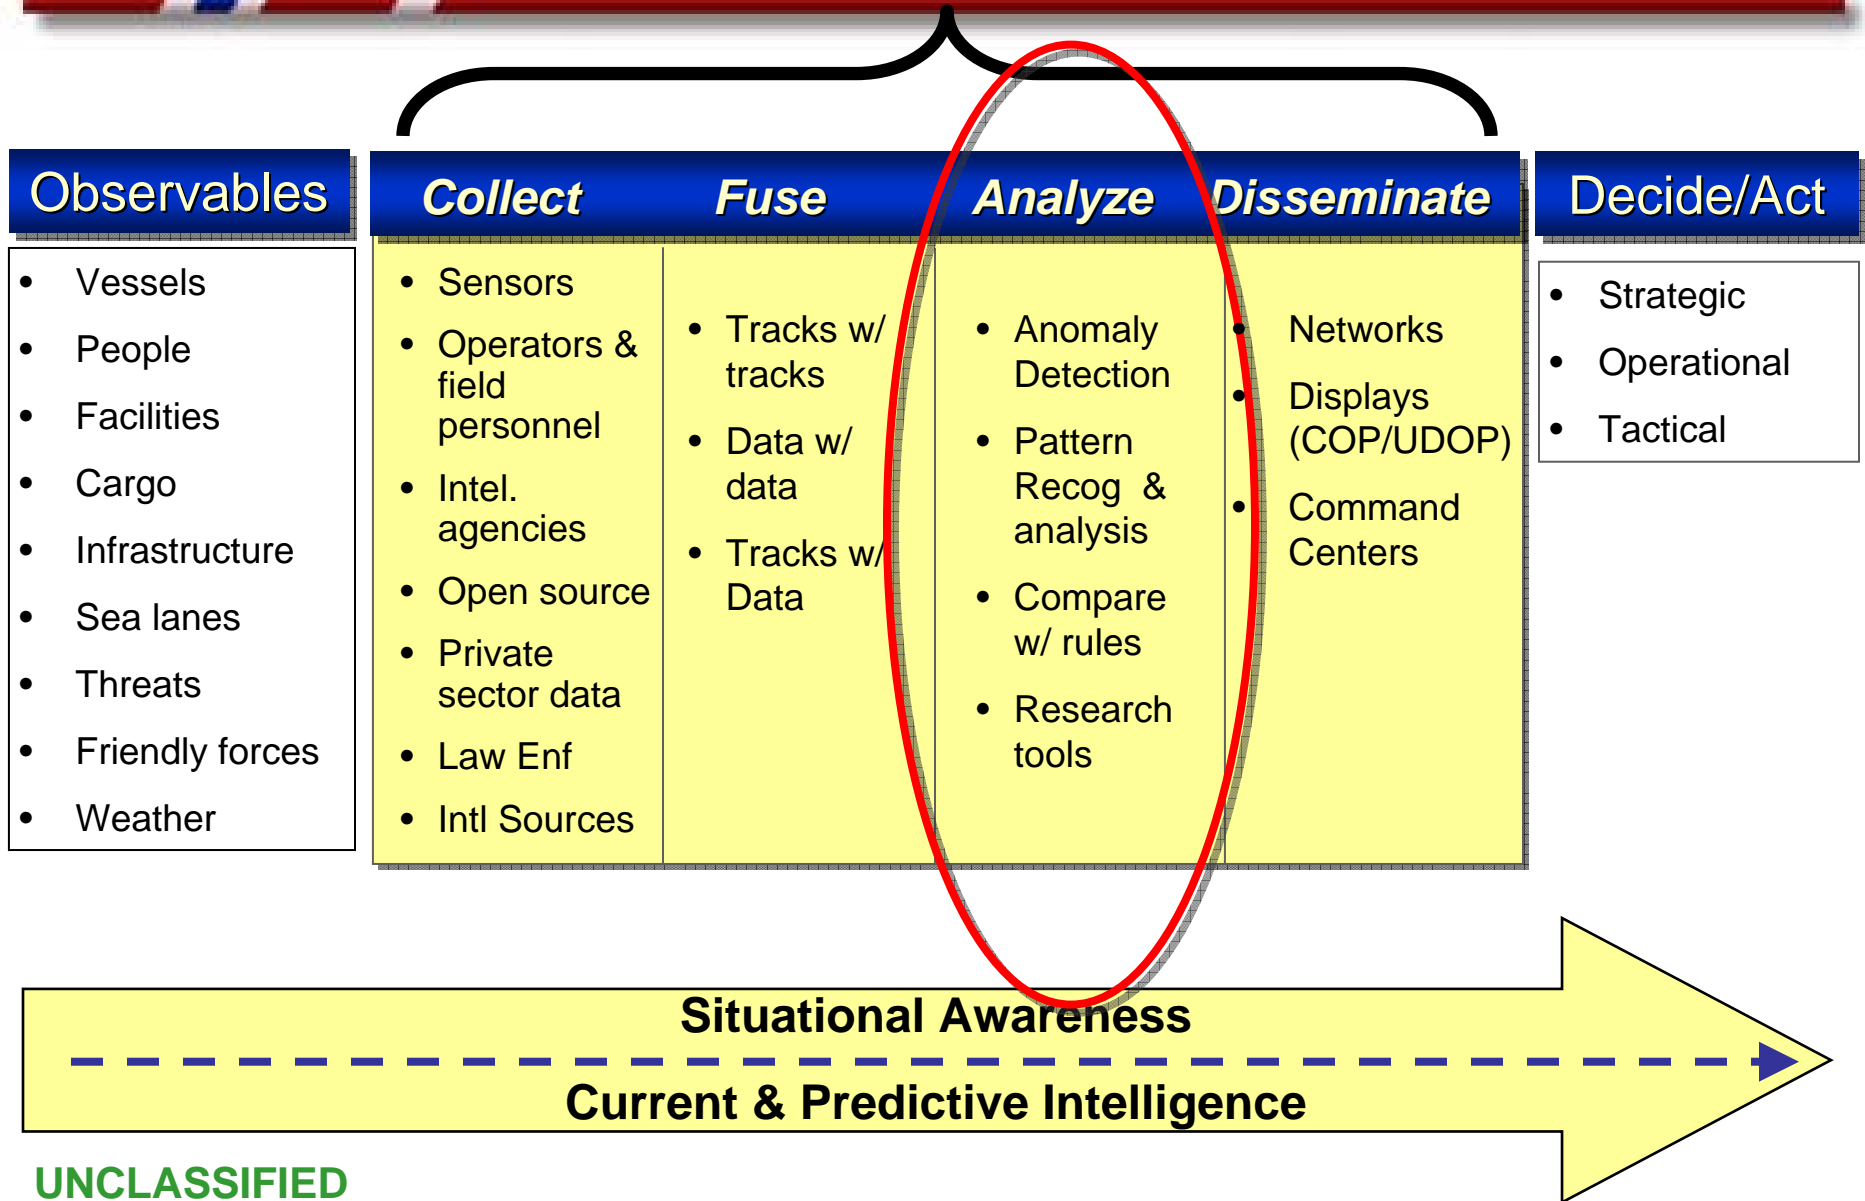 Observables
• Vessels
• People
• Facilities
• Cargo
• Infrastructure
• Sea lanes
• Threats
• Friendly forces
• Weather
Collect
• Sensors
• Operators &
field
personnel
• Intel.
agencies
• Open source
• Private
sector data
• Law Enf
• Intl Sources
Fuse
• Tracks w/
tracks
• Data w/
data
• Tracks w/
Data
Analyze
• Anomaly
Detection
• Pattern
Recog &
analysis
• Compare
w/ rules
• Research
tools
Disseminate
• Networks
• Displays
(COP/UDOP)
• Command
Centers
Decide/Act
• Strategic
• Operational
• Tactical
Situational Awareness
Current & Predictive Intelligence
UNCLASSIFIED